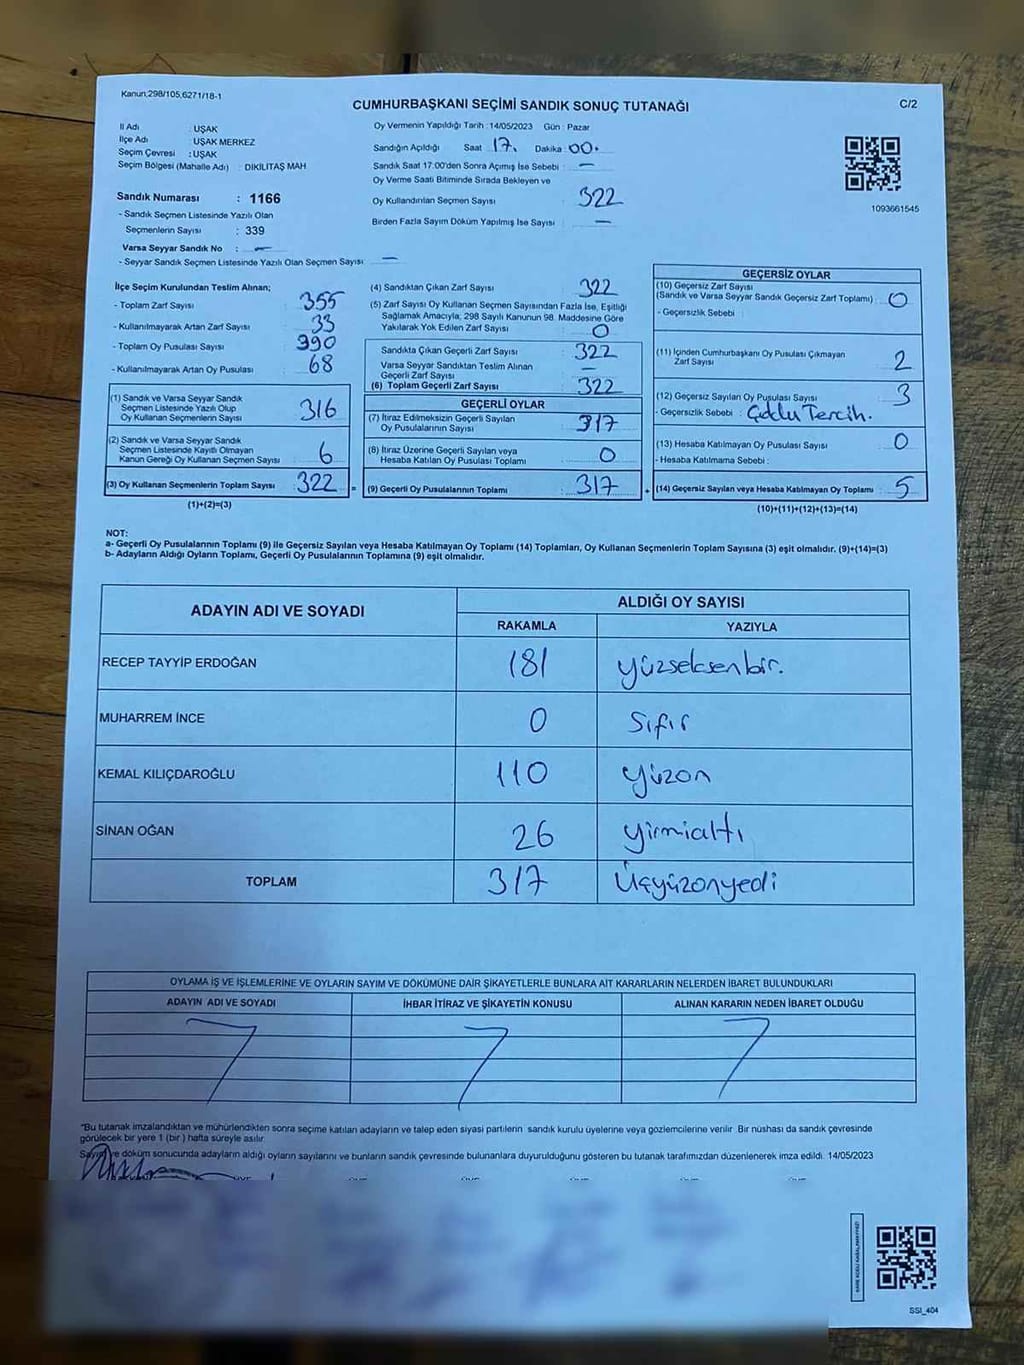 Kanun;298/105,6271/18-1
CUMHURBAŞKANI SEÇİMİ SANDIK SONUÇ TUTANAĞI
C/2
İl Adı : UŞAK
İlçe Adı : UŞAK MERKEZ
Seçim Çevresi : UŞAK
Seçim Bölgesi (Mahalle Adı) : DIKILITAŞ MAH
Oy Vermenin Yapıldığı Tarih : 14/05/2023 Gün : Pazar
Sandığın Açıldığı Saat 17. Dakika : 00.
Sandık Saat 17:00'den Sonra Açımış İse Sebebi : —
Oy Verme Saati Bitiminde Sırada Bekleyen ve
Oy Kullandırılan Seçmen Sayısı : 322
Birden Fazla Sayım Döküm Yapılmış İse Sayısı : —
1093661545
Sandık Numarası : 1166
- Sandık Seçmen Listesinde Yazılı Olan
Seçmenlerin Sayısı : 339
Varsa Seyyar Sandık No : —
- Seyyar Sandık Seçmen Listesinde Yazılı Olan Seçmen Sayısı : —
İlçe Seçim Kurulundan Teslim Alınan;
- Toplam Zarf Sayısı : 355
- Kullanılmayarak Artan Zarf Sayısı : 33
- Toplam Oy Pusulası Sayısı : 390
- Kullanılmayarak Artan Oy Pusulası : 68
(1) Sandık ve Varsa Seyyar Sandık
Seçmen Listesinde Yazılı Olup
Oy Kullanan Seçmenlerin Sayısı : 316
(2) Sandık ve Varsa Seyyar Sandık
Seçmen Listesinde Kayıtlı Olmayan
Kanun Gereği Oy Kullanan Seçmen Sayısı : 6
(3) Oy Kullanan Seçmenlerin Toplam Sayısı : 322 =
(1)+(2)=(3)
(4) Sandıktan Çıkan Zarf Sayısı : 322
(5) Zarf Sayısı Oy Kullanan Seçmen Sayısından Fazla İse, Eşitliği
Sağlamak Amacıyla; 298 Sayılı Kanunun 98. Maddesine Göre
Yakılarak Yok Edilen Zarf Sayısı : 0
Sandıkta Çıkan Geçerli Zarf Sayısı : 322
Varsa Seyyar Sandıktan Teslim Alınan
Geçerli Zarf Sayısı : —
(6) Toplam Geçerli Zarf Sayısı : 322
GEÇERLİ OYLAR
(7) İtiraz Edilmeksizin Geçerli Sayılan
Oy Pusulalarının Sayısı : 317
(8) İtiraz Üzerine Geçerli Sayılan veya
Hesaba Katılan Oy Pusulası Toplamı : 0
(9) Geçerli Oy Pusulalarının Toplamı : 317 +
GEÇERSİZ OYLAR
(10) Geçersiz Zarf Sayısı
(Sandık ve Varsa Seyyar Sandık Geçersiz Zarf Toplamı) : 0
- Geçersizlik Sebebi :
(11) İçinden Cumhurbaşkanı Oy Pusulası Çıkmayan
Zarf Sayısı : 2
(12) Geçersiz Sayılan Oy Pusulası Sayısı : 3
- Geçersizlik Sebebi : Çoklu Tercih.
(13) Hesaba Katılmayan Oy Pusulası Sayısı : 0
- Hesaba Katılmama Sebebi :
(14) Geçersiz Sayılan veya Hesaba Katılmayan Oy Toplamı : 5
(10)+(11)+(12)+(13)=(14)
NOT:
a- Geçerli Oy Pusulalarının Toplamı (9) ile Geçersiz Sayılan veya Hesaba Katılmayan Oy Toplamı (14) Toplamları, Oy Kullanan Seçmenlerin Toplam Sayısına (3) eşit olmalıdır. (9)+(14)=(3)
b- Adayların Aldığı Oyların Toplamı, Geçerli Oy Pusulalarının Toplamına (9) eşit olmalıdır.
ADAYIN ADI VE SOYADI
ALDIĞI OY SAYISI
RAKAMLA YAZIYLA
RECEP TAYYİP ERDOĞAN 181 yüzseksenbir.
MUHARREM İNCE 0 Sıfır
KEMAL KILIÇDAROĞLU 110 yüzon
SİNAN OĞAN 26 yirmialtı
TOPLAM 317 Üçyüzonyedi
OYLAMA İŞ VE İŞLEMLERİNE VE OYLARIN SAYIM VE DÖKÜMÜNE DAİR ŞİKAYETLERLE BUNLARA AİT KARARLARIN NELERDEN İBARET BULUNDUKLARI
ADAYIN ADI VE SOYADI İHBAR İTİRAZ VE ŞİKAYETİN KONUSU ALINAN KARARIN NEDEN İBARET OLDUĞU
"Bu tutanak imzalandıktan ve mühürlendikten sonra seçime katılan adayların ve talep eden siyasi partilerin sandık kurulu üyelerine veya gözlemcilerine verilir. Bir nüshası da sandık çevresinde
görülecek bir yere 1 (bir ) hafta süreyle asılır.
Sayım ve döküm sonucunda adayların aldığı oyların sayılarını ve bunların sandık çevresinde bulunanlara duyurulduğunu gösteren bu tutanak tarafımızdan düzenlenerek imza edildi. 14/05/2023
SSI_404